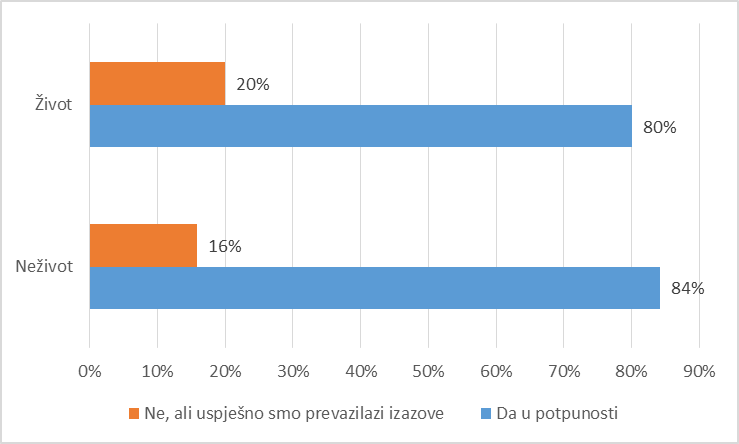 Život
20%
80%
Neživot
16%
84%
0% 10% 20% 30% 40% 50% 60% 70% 80% 90%
Ne, ali uspješno smo prevazilazi izazove Da u potpunosti